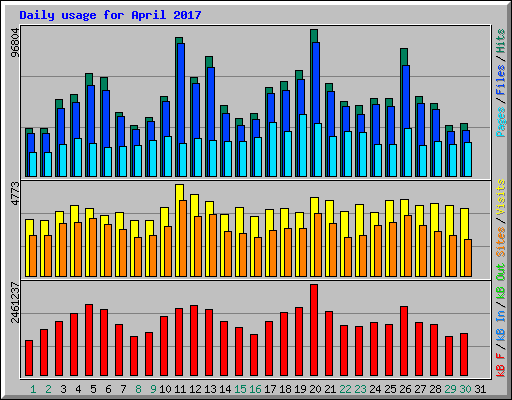 Daily usage for April 2017
96804
Pages / Files / Hits
4773
Sites / Visits
2461237
kB F / kB In / kB Out
1 2 3 4 5 6 7 8 9 10 11 12 13 14 15 16 17 18 19 20 21 22 23 24 25 26 27 28 29 30 31